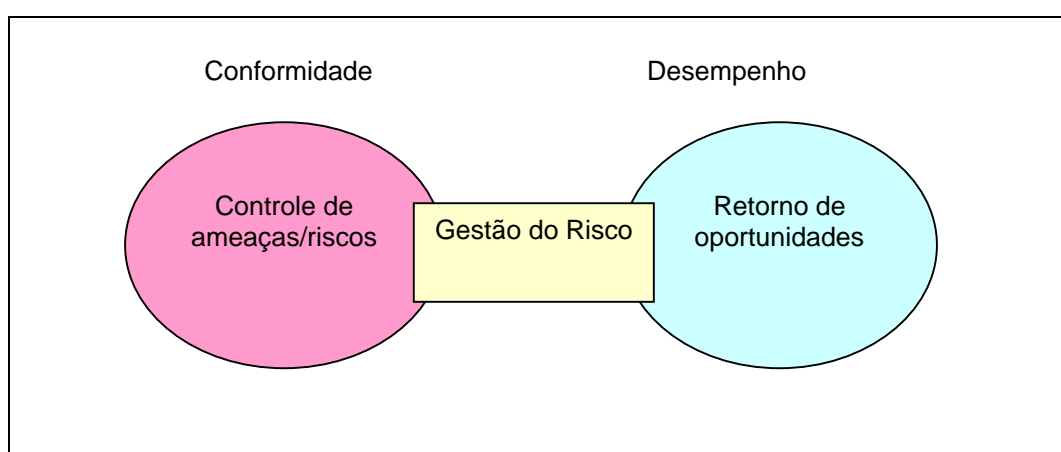 Conformidade
Desempenho
Controle de
ameaças/riscos
Gestão do Risco
Retorno de
oportunidades